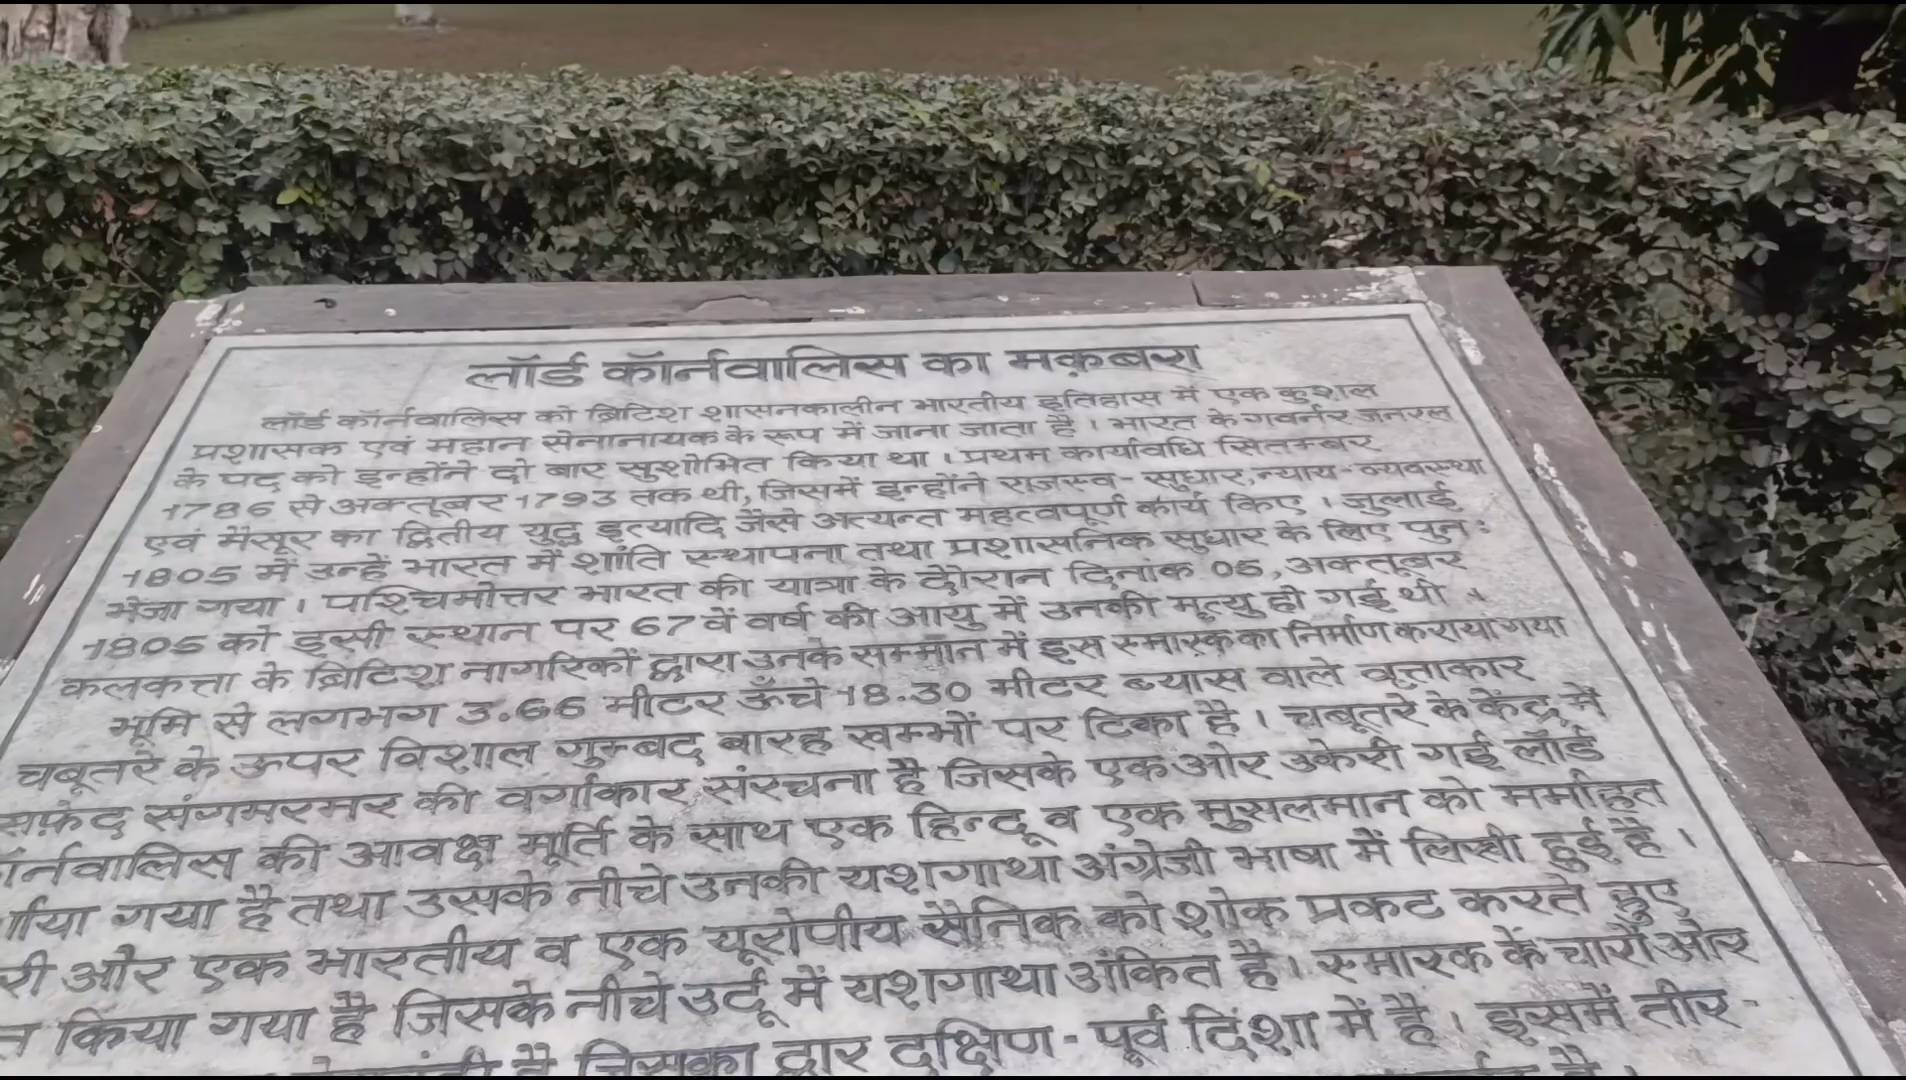 लॉर्ड कॉर्नवालिस का मक़बरा
लॉर्ड कॉर्नवालिस को ब्रिटिश शासनकालीन भारतीय इतिहास में एक कुशल
प्रशासक एवं महान सेनानायक के रूप में जाना जाता है । भारत के गवर्नर जनरल
के पद को इन्होंने दो बार सुशोभित किया था । प्रथम कार्यावधि सितम्बर
1786 से अक्तूबर 1793 तक थी, जिसमें इन्होंने राजस्व - सुधार, न्याय - व्यवस्था
एवं मैसूर का द्वितीय युद्ध इत्यादि जैसे अत्यन्त महत्वपूर्ण कार्य किए । जुलाई
1805 में उन्हें भारत में शांति स्थापना तथा प्रशासनिक सुधार के लिए पुनः
भेजा गया । पश्चिमोत्तर भारत की यात्रा के दौरान दिनांक 05, अक्तूबर
1805 को इसी स्थान पर 67 वें वर्ष की आयु में उनकी मृत्यु हो गई थी ।
कलकत्ता के ब्रिटिश नागरिकों द्वारा उनके सम्मान में इस स्मारक का निर्माण कराया गया
भूमि से लगभग 3.66 मीटर ऊँचे 18.30 मीटर ब्यास वाले वृत्ताकार
चबूतरे के ऊपर विशाल गुम्बद बारह खम्भों पर टिका है । चबूतरे के केंद्र में
सफ़ेद संगमरमर की वर्गाकार संरचना है जिसके एक ओर उकेरी गई लॉर्ड
र्नवालिस की आवक्ष मूर्ति के साथ एक हिन्दू व एक मुसलमान को मर्माहत
गया है तथा उसके नीचे उनकी यशगाथा अंग्रेजी भाषा में लिखी हुई है ।
री ओर एक भारतीय व एक यूरोपीय सैनिक को शोक प्रकट करते हुए
न किया गया है जिसके नीचे उर्दू में यशगाथा अंकित है । स्मारक के चारों ओर
है जिसका द्वार दक्षिण - पूर्व दिशा में है । इसमें तीर -
है ।